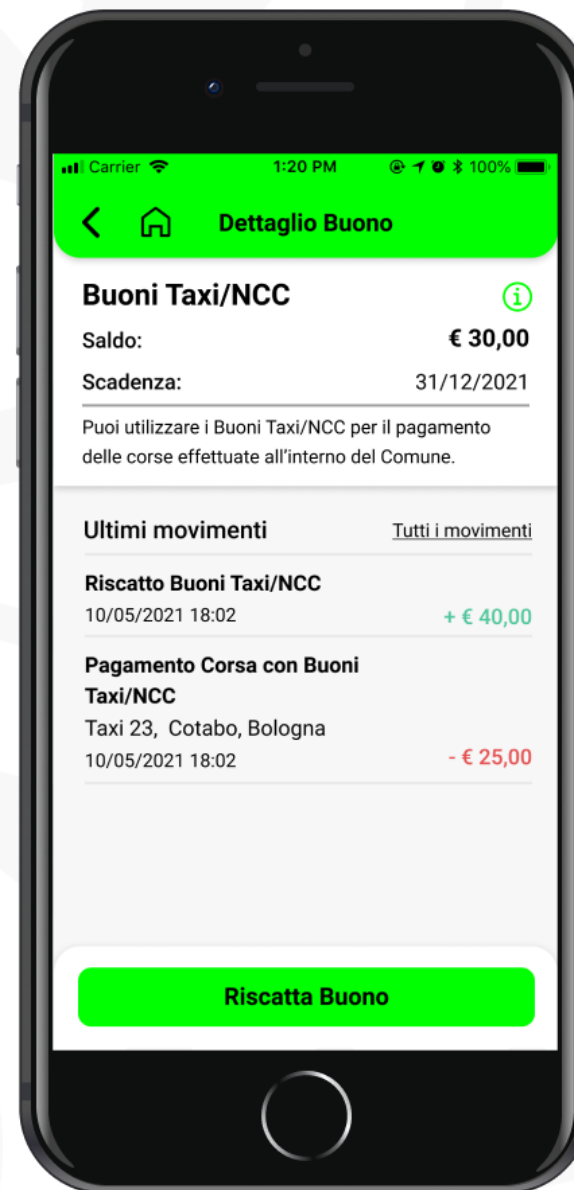 Carrier 1:20 PM 100%
Dettaglio Buono
Buoni Taxi/NCC
Saldo: € 30,00
Scadenza: 31/12/2021
Puoi utilizzare i Buoni Taxi/NCC per il pagamento
delle corse effettuate all'interno del Comune.
Ultimi movimenti Tutti i movimenti
Riscatto Buoni Taxi/NCC
10/05/2021 18:02 + € 40,00
Pagamento Corsa con Buoni
Taxi/NCC
Taxi 23, Cotabo, Bologna
10/05/2021 18:02 - € 25,00
Riscatta Buono